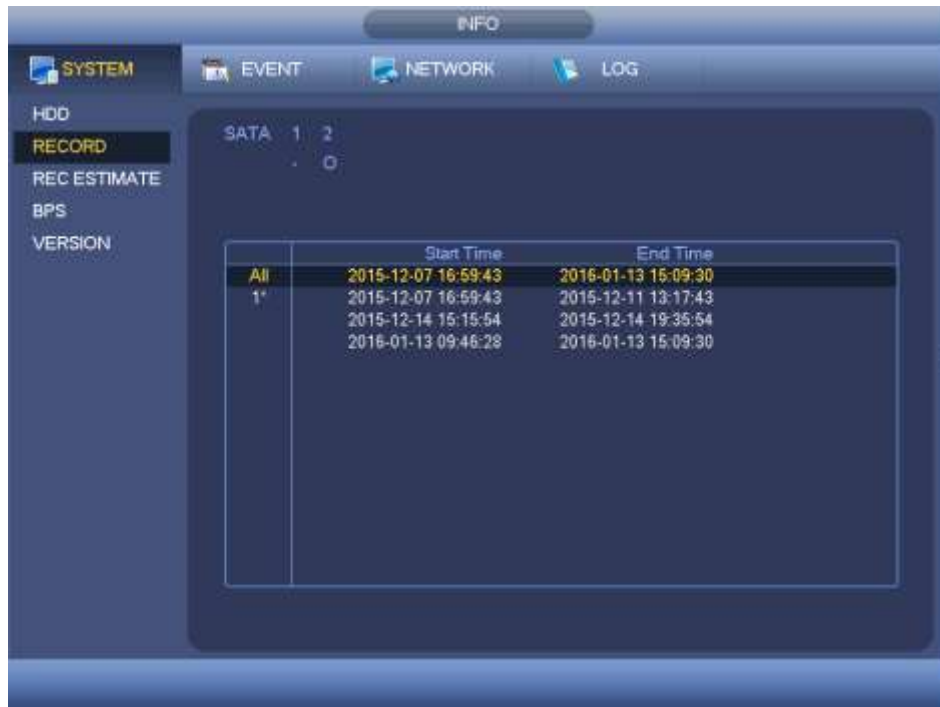 INFO
SYSTEM EVENT NETWORK LOG
HDD
RECORD
REC ESTIMATE
BPS
VERSION
SATA 1 2
- O
Start Time End Time
All 2015-12-07 16:59:43 2016-01-13 15:09:30
1* 2015-12-07 16:59:43 2015-12-11 13:17:43
2015-12-14 15:15:54 2015-12-14 19:35:54
2016-01-13 09:46:28 2016-01-13 15:09:30